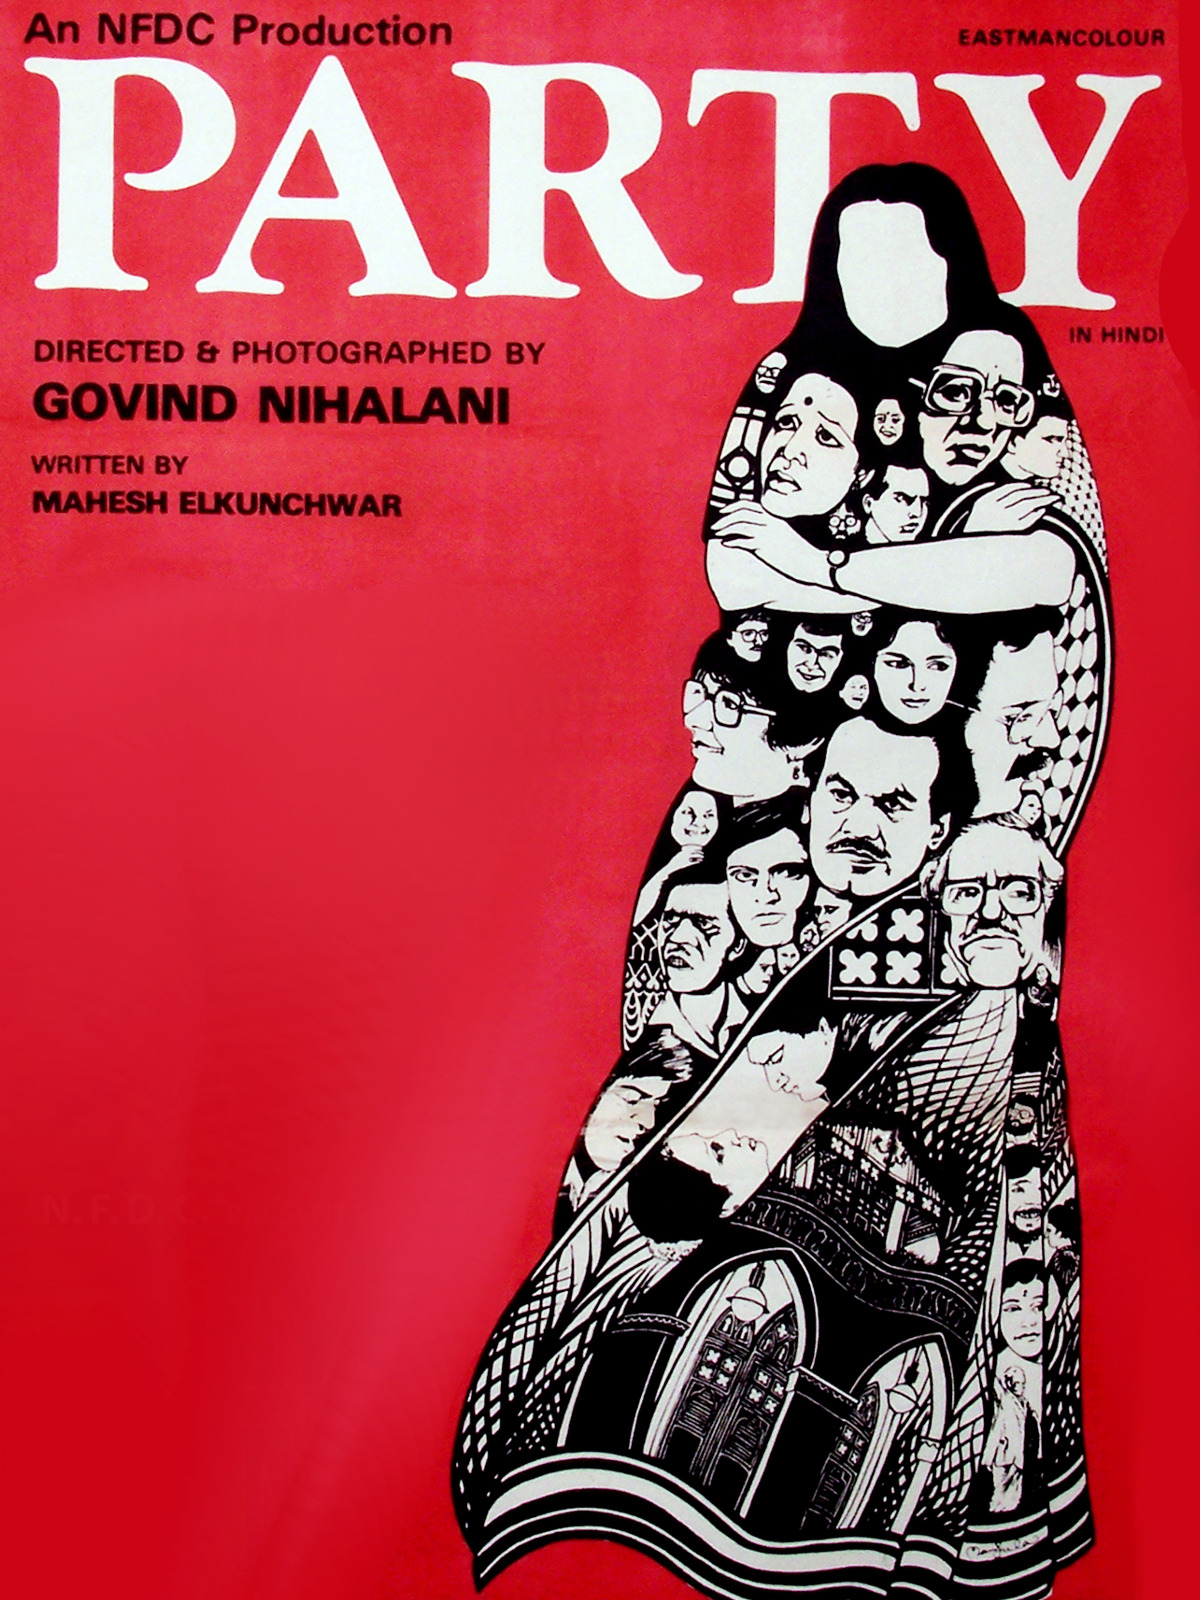 An NFDC Production
EASTMANCOLOUR
PARTY
IN HINDI
DIRECTED & PHOTOGRAPHED BY
GOVIND NIHALANI
WRITTEN BY
MAHESH ELKUNCHWAR
N.F.D.C.